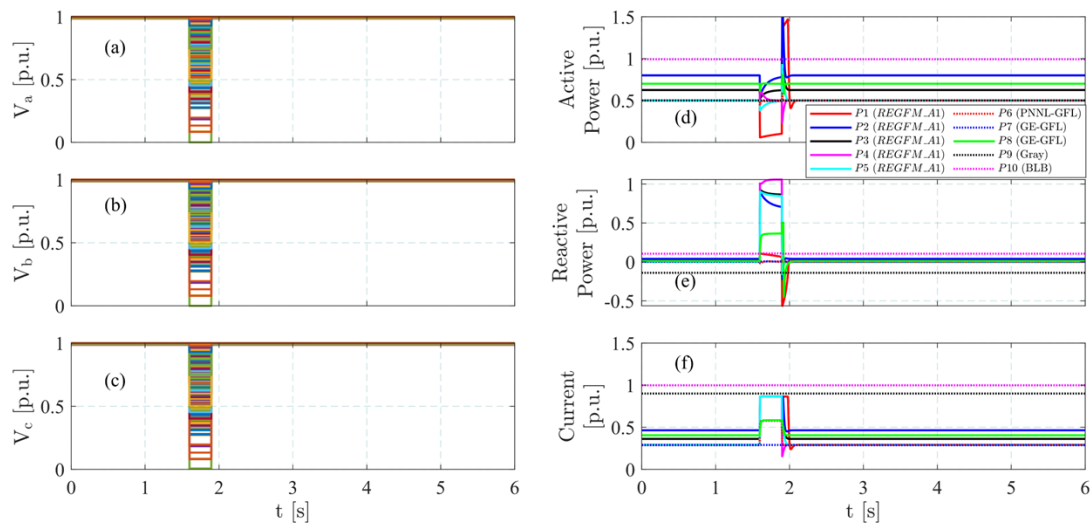 1
0.5
0
V_a [p.u.]
(a)
1
0.5
0
V_b [p.u.]
(b)
1
0.5
0
V_c [p.u.]
(c)
0 1 2 3 4 5 6
t [s]
1.5
1
0.5
0
Active
Power [p.u.]
(d)
P1 (REGFM_A1) P6 (PNNL-GFL)
P2 (REGFM_A1) P7 (GE-GFL)
P3 (REGFM_A1) P8 (GE-GFL)
P4 (REGFM_A1) P9 (Gray)
P5 (REGFM_A1) P10 (BLB)
1
0.5
0
-0.5
Reactive
Power [p.u.]
(e)
1.5
1
0.5
0
Current
[p.u.]
(f)
0 1 2 3 4 5 6
t [s]